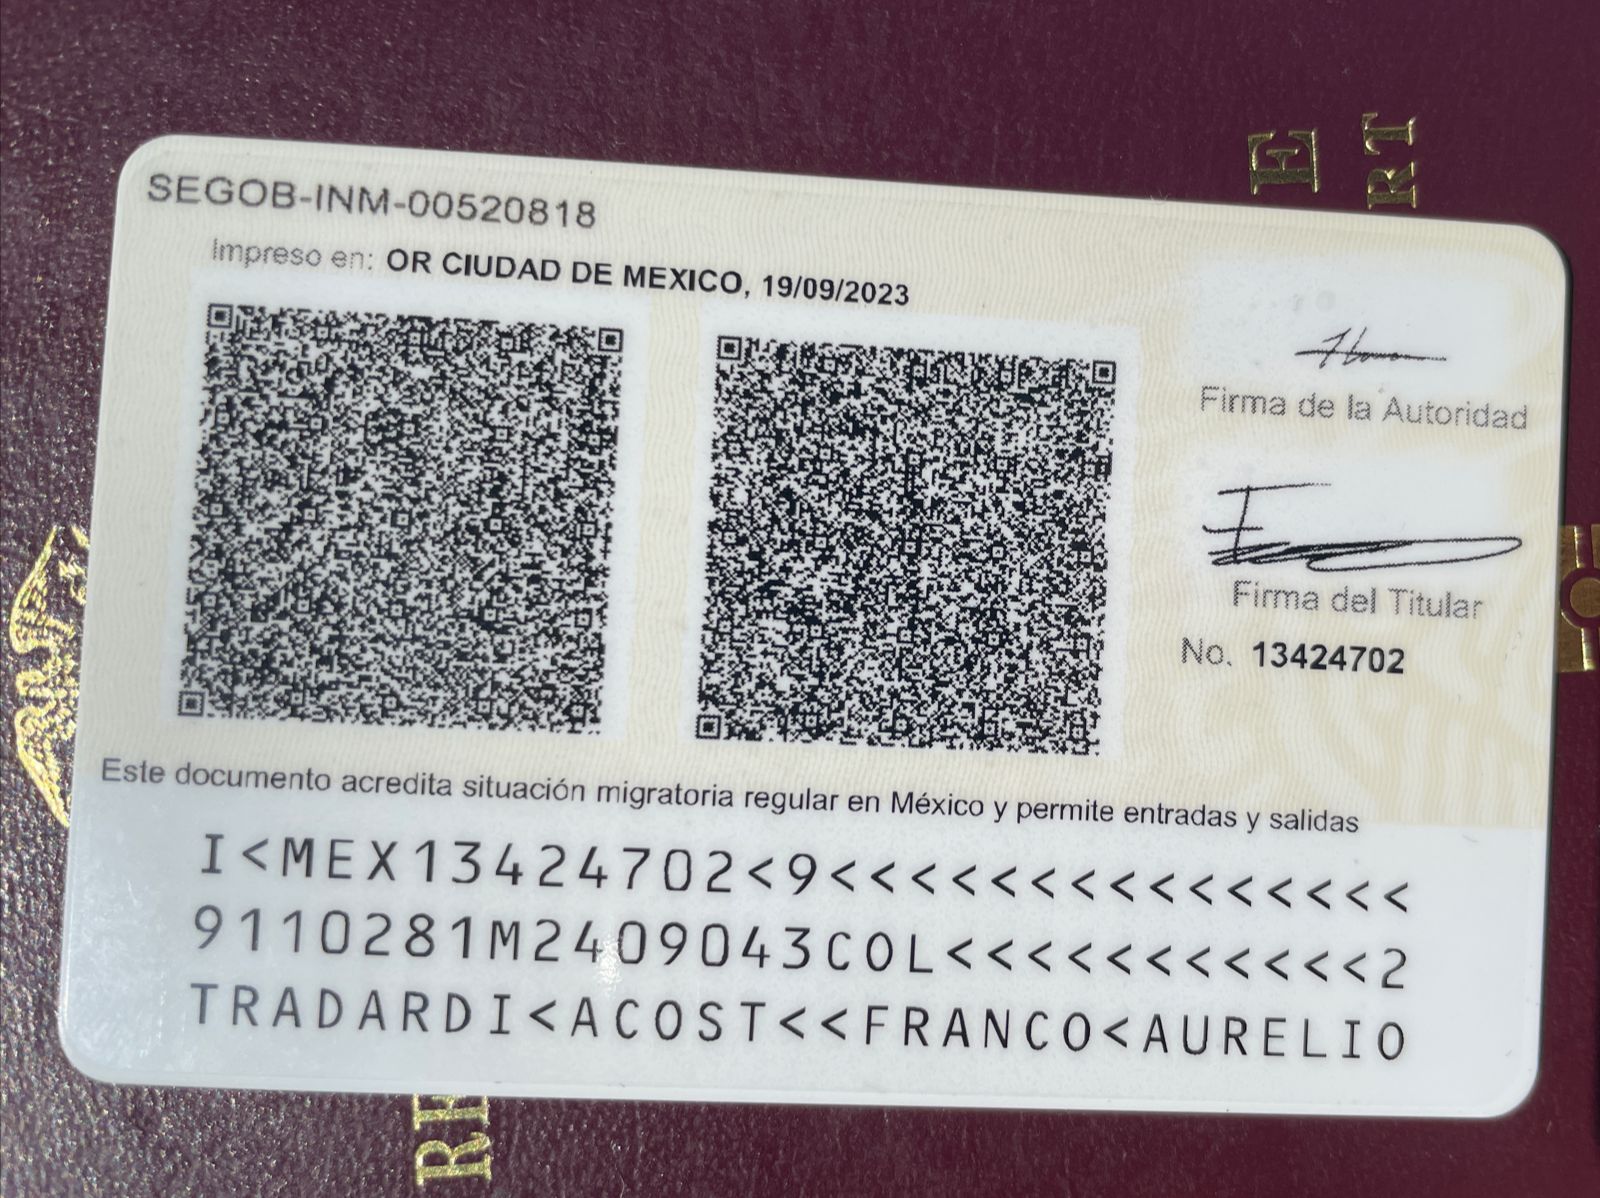 SEGOB-INM-00520818
Impreso en: OR CIUDAD DE MEXICO, 19/09/2023
Firma de la Autoridad
Firma del Titular
No. 13424702
Este documento acredita situación migratoria regular en México y permite entradas y salidas
I<MEX13424702<9<<<<<<<<<<<<<<<
9110281M2409043COL<<<<<<<<<<<2
TRADARDI<ACOST<<FRANCO<AURELIO
E
RT
RE